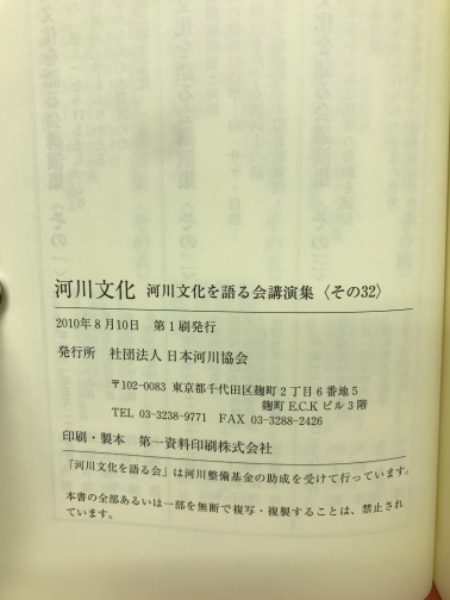 河川文化 河川文化を語る会講演集〈その32〉
2010年8月10日 第1刷発行
発行所 社団法人 日本河川協会
〒102-0083 東京都千代田区麹町2丁目6番地5
麹町E.C.Kビル3階
TEL 03-3238-9771 FAX 03-3288-2426
印刷・製本 第一資料印刷株式会社
「河川文化を語る会」は河川整備基金の助成を受けて行っています。
本書の全部あるいは一部を無断で複写・複製することは、禁止され
ています。